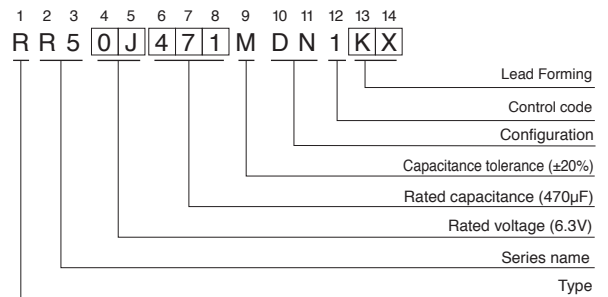 1 2 3 4 5 6 7 8 9 10 11 12 13 14
R R 5 0 J 4 7 1 M D N 1 K X
Lead Forming
Control code
Configuration
Capacitance tolerance (±20%)
Rated capacitance (470µF)
Rated voltage (6.3V)
Series name
Type